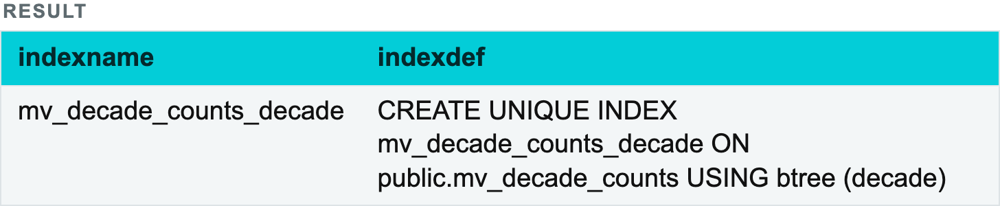 RESULT
indexname indexdef
mv_decade_counts_decade CREATE UNIQUE INDEX
mv_decade_counts_decade ON
public.mv_decade_counts USING btree (decade)